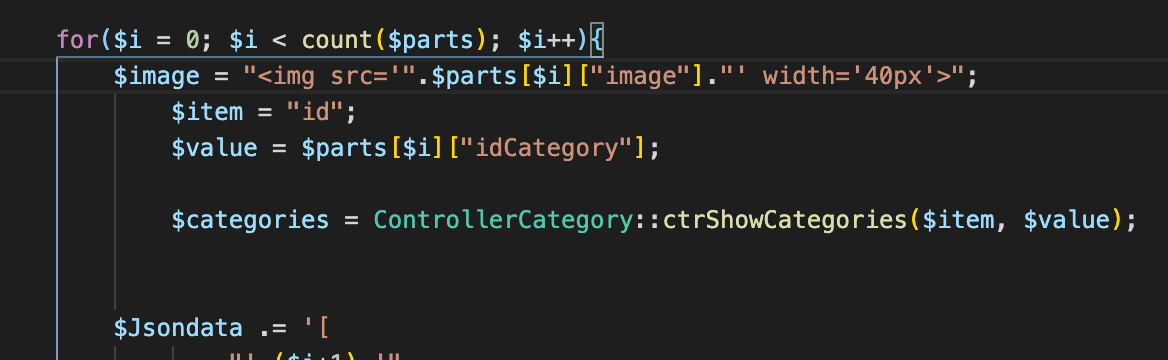 for($i = 0; $i < count($parts); $i++){
$image = "<img src='".$parts[$i]["image"]."' width='40px'>";
$item = "id";
$value = $parts[$i]["idCategory"];
$categories = ControllerCategory::ctrShowCategories($item, $value);
$Jsondata .= '[
"'.($i+1).'"